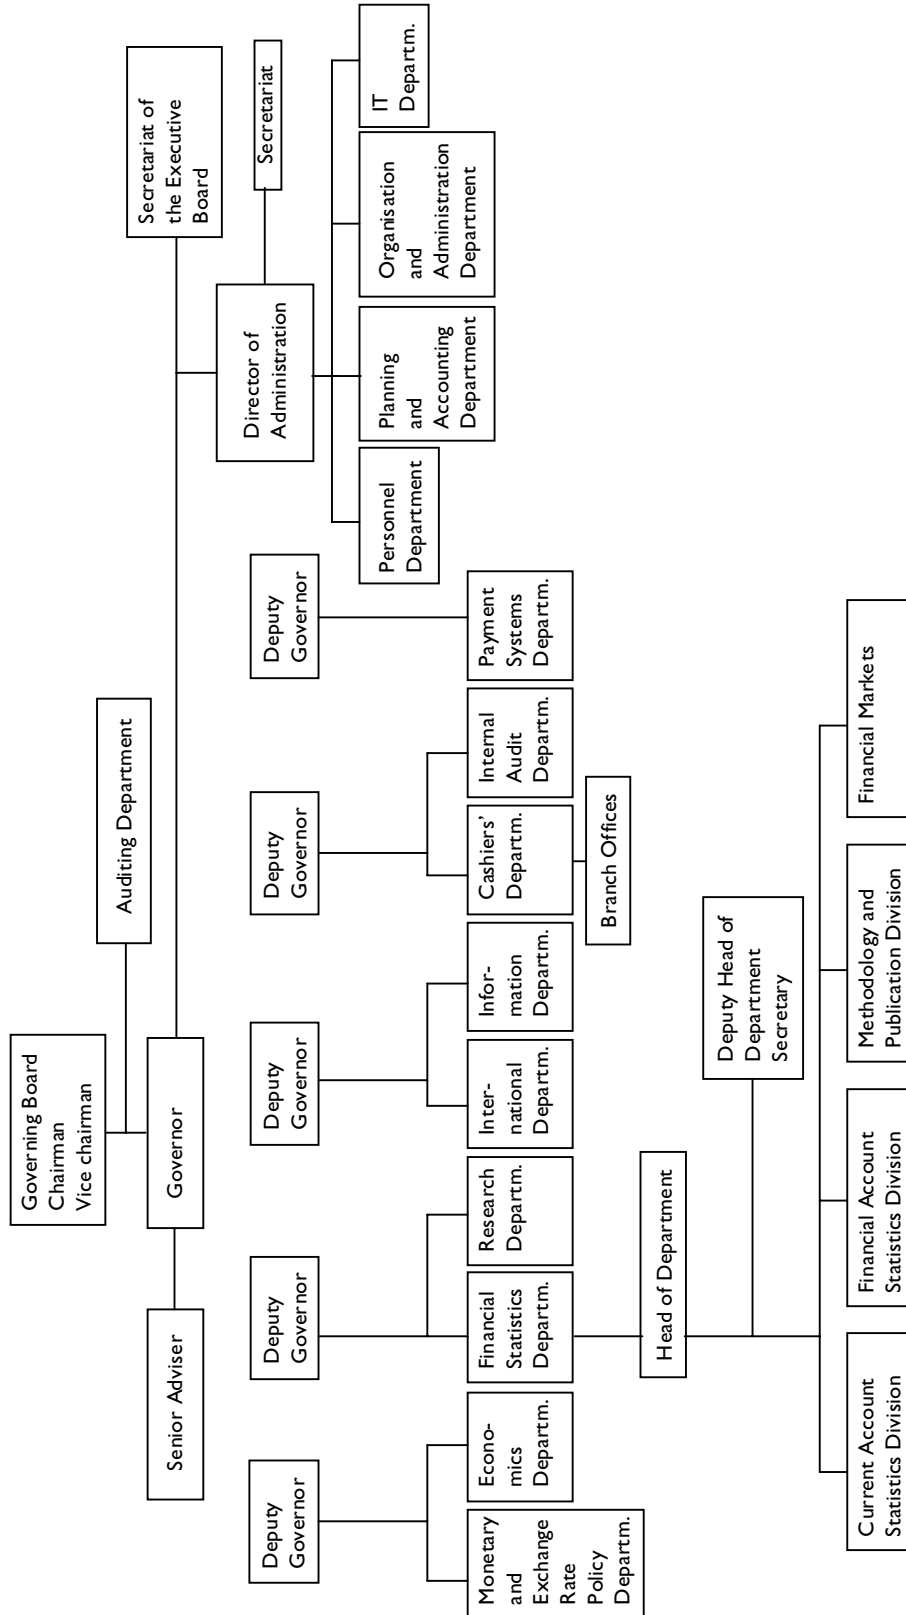 Governing Board
Chairman
Vice chairman
Auditing Department
Senior Adviser
Governor
Secretariat of
the Executive
Board
Director of
Administration
Secretariat
Deputy
Governor
Deputy
Governor
Deputy
Governor
Deputy
Governor
Deputy
Governor
Personnel
Department
Planning
and
Accounting
Department
Organisation
and
Administration
Department
IT
Departm.
Monetary
and
Exchange
Rate
Policy
Departm.
Econo-
mics
Departm.
Financial
Statistics
Departm.
Research
Departm.
Inter-
national
Departm.
Infor-
mation
Departm.
Cashiers'
Departm.
Internal
Audit
Departm.
Payment
Systems
Departm.
Branch Offices
Head of Department
Deputy Head of
Department
Secretary
Current Account
Statistics Division
Financial Account
Statistics Division
Methodology and
Publication Division
Financial Markets